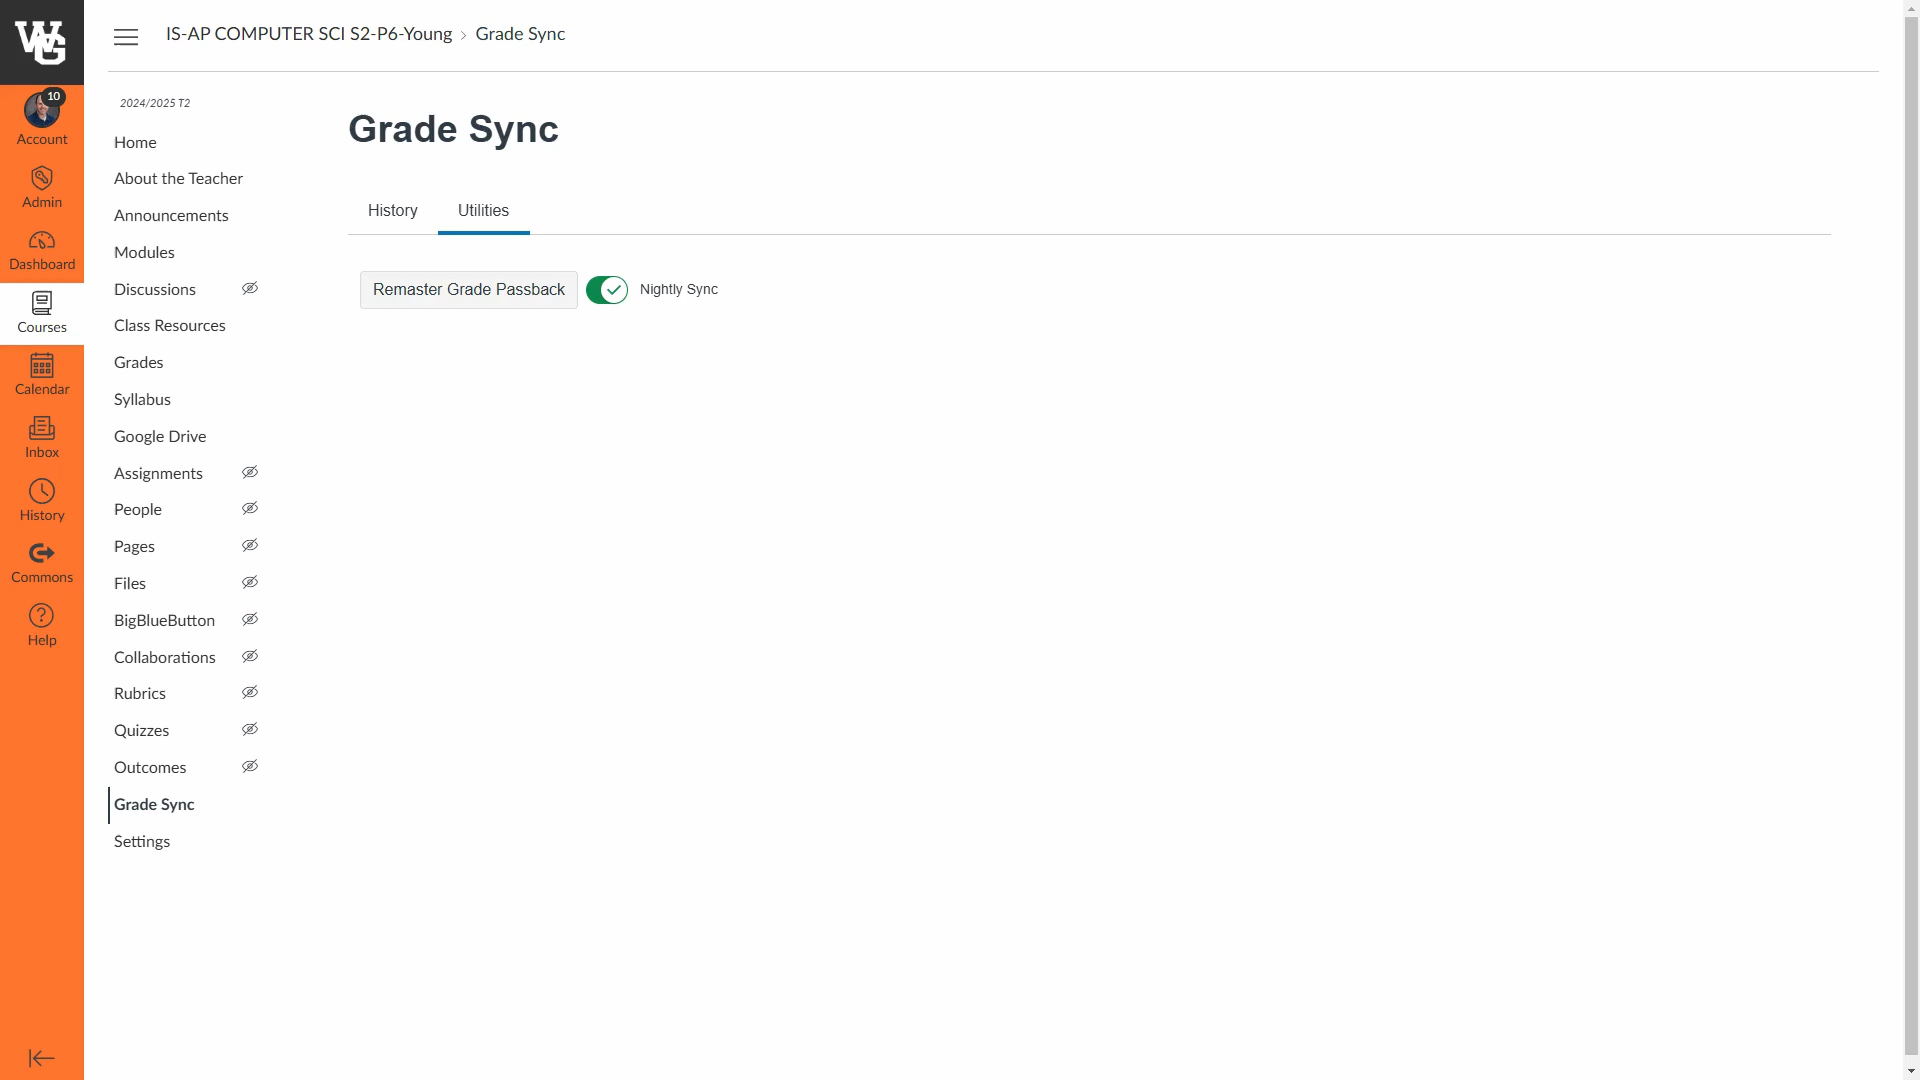 WG
IS-AP COMPUTER SCI S2-P6-Young › Grade Sync
10
Account
Admin
Dashboard
Courses
Calendar
Inbox
History
Commons
Help
2024/2025 T2
Home
About the Teacher
Announcements
Modules
Discussions
Class Resources
Grades
Syllabus
Google Drive
Assignments
People
Pages
Files
BigBlueButton
Collaborations
Rubrics
Quizzes
Outcomes
Grade Sync
Settings
Grade Sync
History Utilities
Remaster Grade Passback Nightly Sync